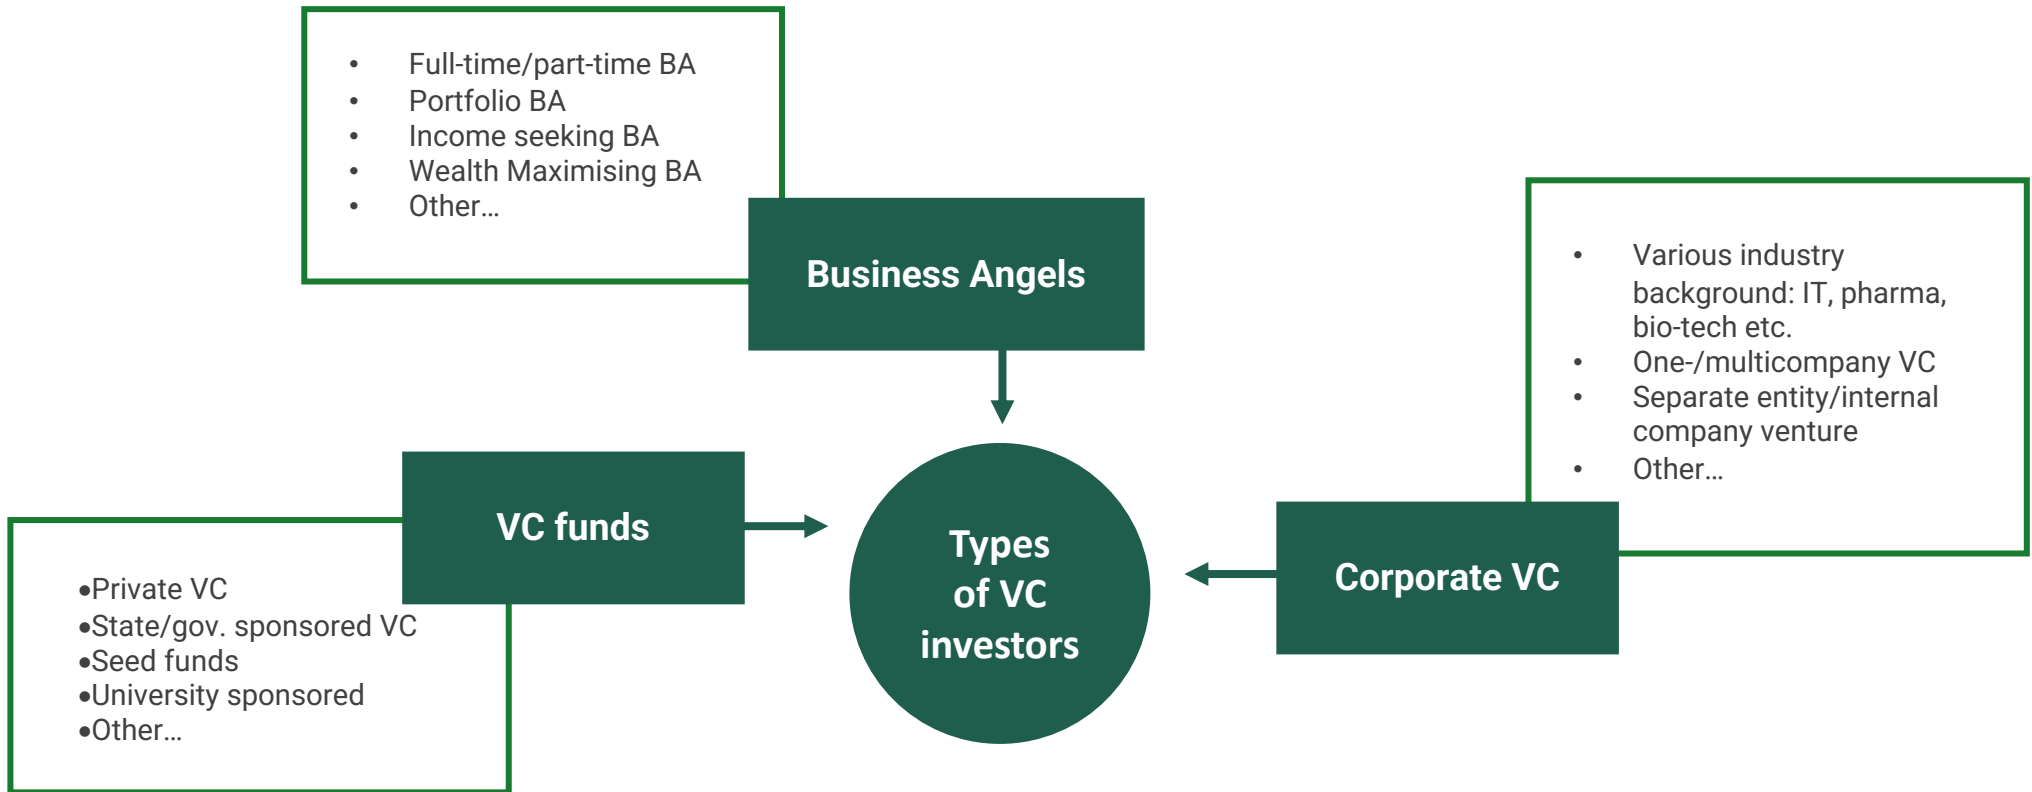 • Full-time/part-time BA
• Portfolio BA
• Income seeking BA
• Wealth Maximising BA
• Other…
Business Angels
• Various industry
background: IT, pharma,
bio-tech etc.
• One-/multicompany VC
• Separate entity/internal
company venture
• Other…
Corporate VC
VC funds
•Private VC
•State/gov. sponsored VC
•Seed funds
•University sponsored
•Other…
Types
of VC
investors